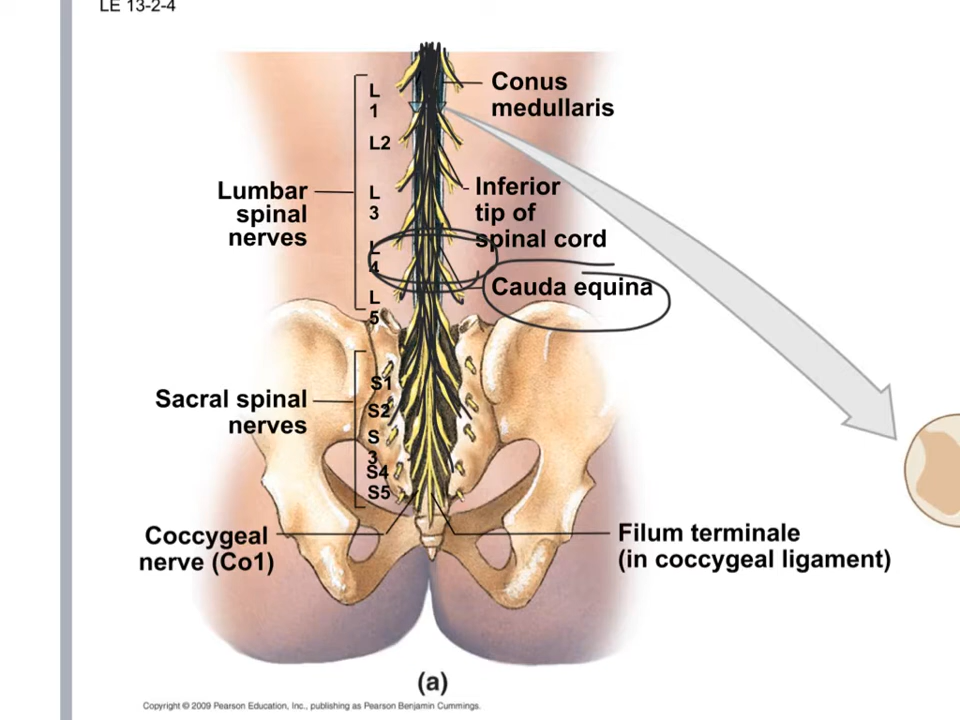 LE 13-2-4
Conus
medullaris
L
1
L2
L
3
L
4
L
5
Lumbar
spinal
nerves
Inferior
tip of
spinal cord
Cauda equina
Sacral spinal
nerves
S1
S2
S
3
S4
S5
Coccygeal
nerve (Co1)
Filum terminale
(in coccygeal ligament)
(a)
Copyright © 2009 Pearson Education, Inc., publishing as Pearson Benjamin Cummings.